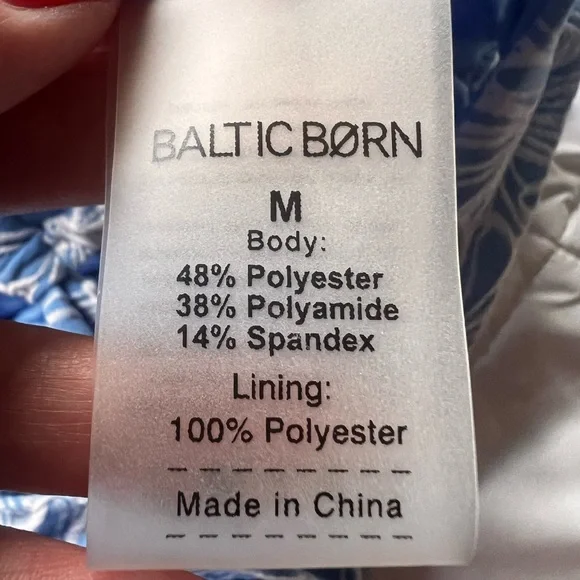 BALTIC BØRN
M
Body:
48% Polyester
38% Polyamide
14% Spandex
Lining:
100% Polyester
Made in China